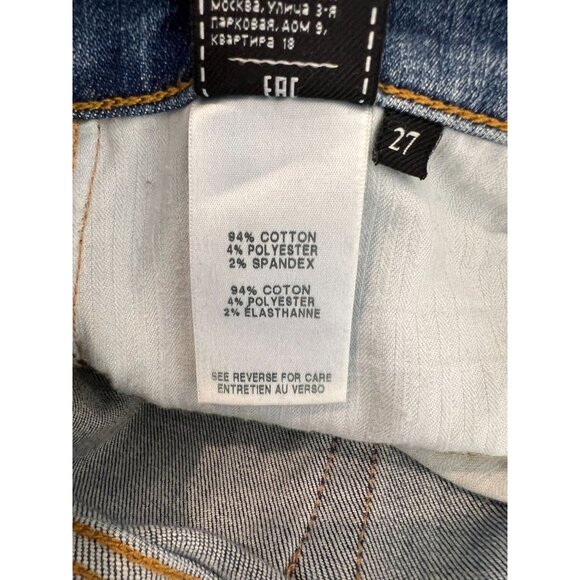 москва, улица 3-я
парковая, дом 9,
квартира 18
EAC
27
94% COTTON
4% POLYESTER
2% SPANDEX
94% COTON
4% POLYESTER
2% ÉLASTHANNE
SEE REVERSE FOR CARE
ENTRETIEN AU VERSO